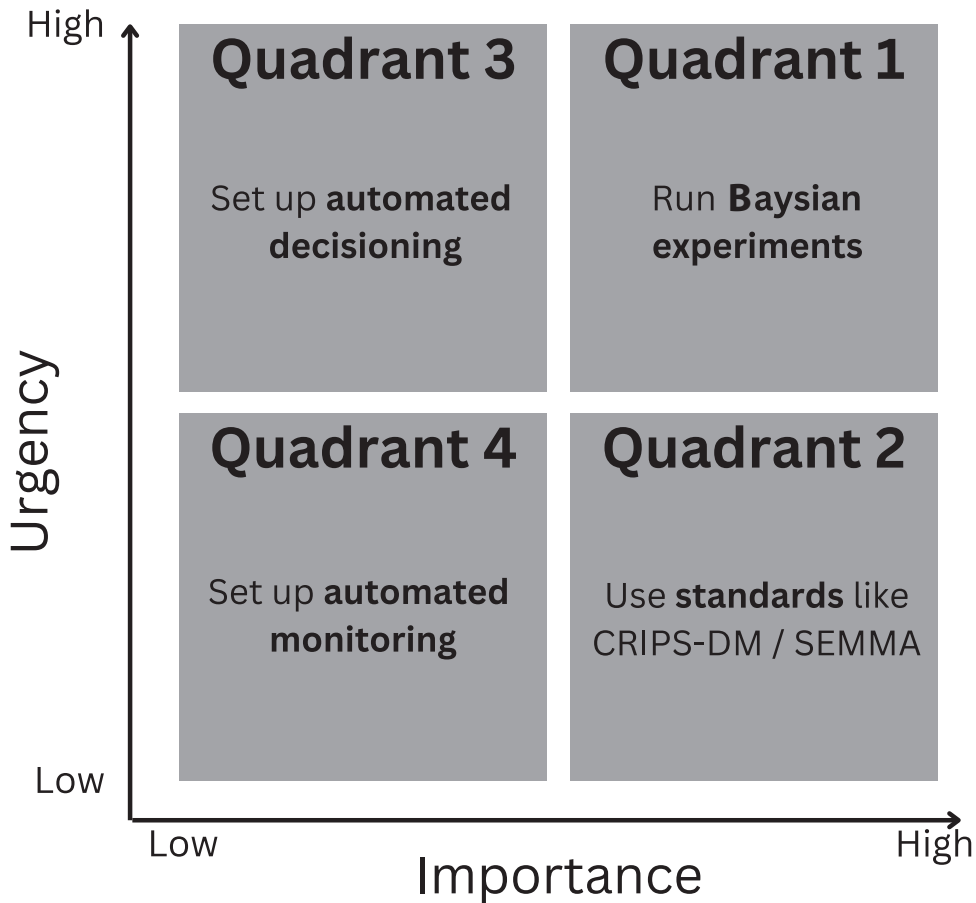 High
Quadrant 3
Set up automated
decisioning
Quadrant 1
Run Baysian
experiments
Urgency
Quadrant 4
Set up automated
monitoring
Quadrant 2
Use standards like
CRIPS-DM / SEMMA
Low
Low
High
Importance